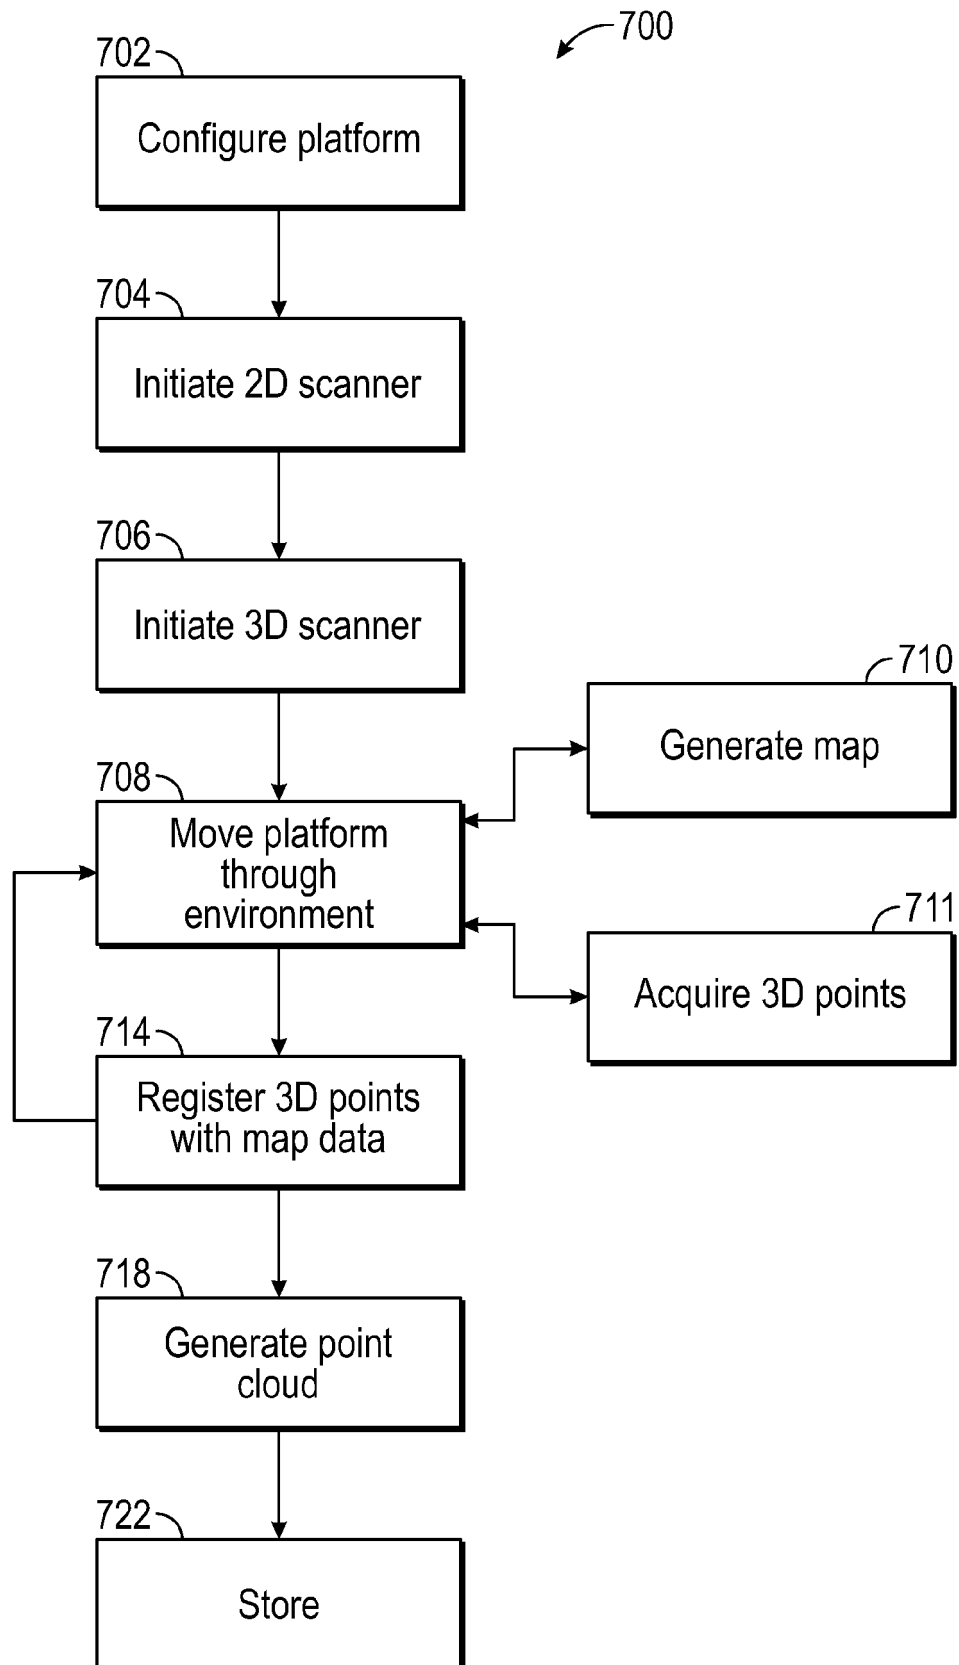 700
702
Configure platform
704
Initiate 2D scanner
706
Initiate 3D scanner
710
Generate map
708
Move platform
through
environment
711
Acquire 3D points
714
Register 3D points
with map data
718
Generate point
cloud
722
Store